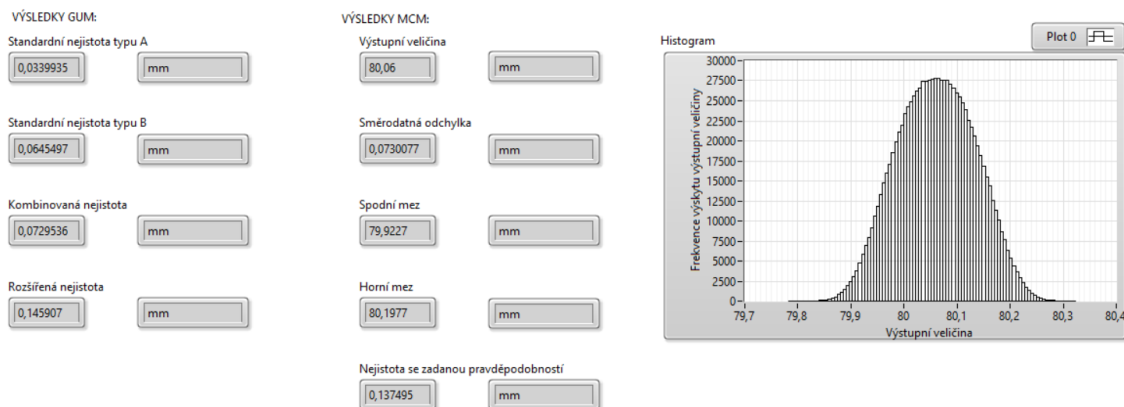 VÝSLEDKY GUM:
Standardní nejistota typu A
0,0339935 mm
Standardní nejistota typu B
0,0645497 mm
Kombinovaná nejistota
0,0729536 mm
Rozšířená nejistota
0,145907 mm
VÝSLEDKY MCM:
Výstupní veličina
80,06 mm
Směrodatná odchylka
0,0730077 mm
Spodní mez
79,9227 mm
Horní mez
80,1977 mm
Nejistota se zadanou pravděpodobností
0,137495 mm
Histogram
Plot 0
Frekvence výskytu výstupní veličiny
30000
27500
25000
22500
20000
17500
15000
12500
10000
7500
5000
2500
0
79,7 79,8 79,9 80 80,1 80,2 80,3 80,4
Výstupní veličina